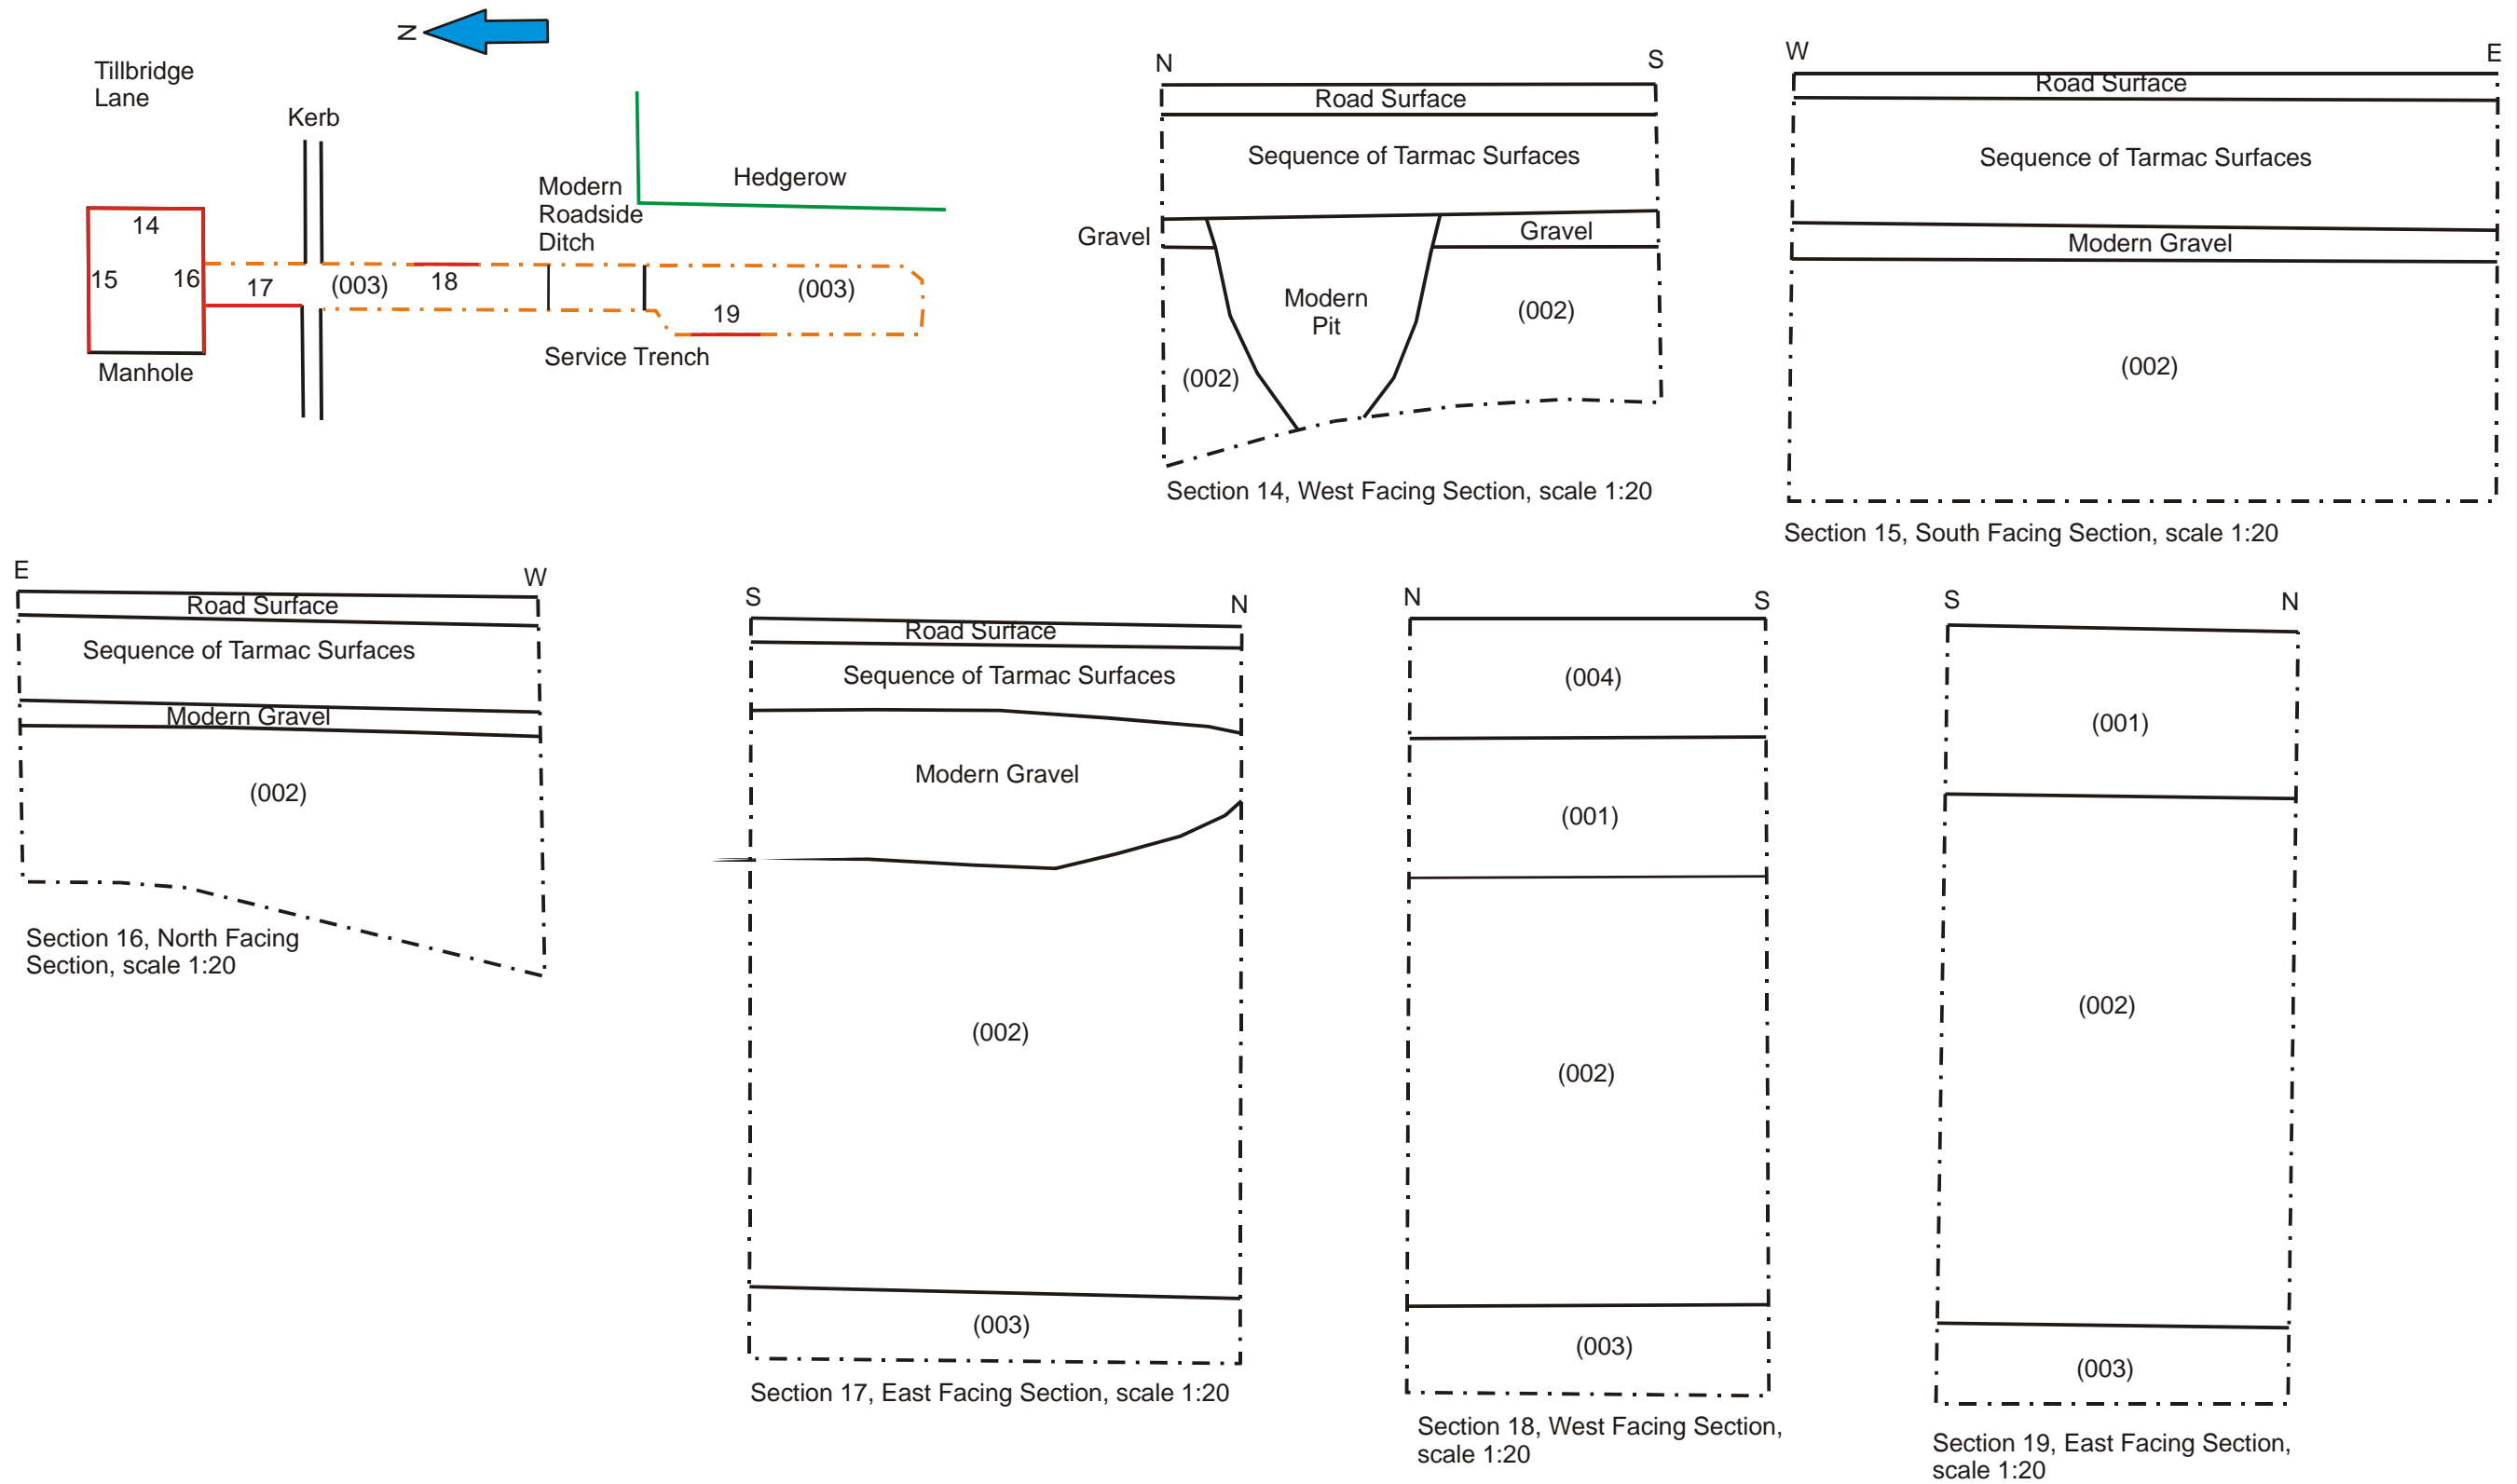 N
Tillbridge
Lane
Kerb
Modern
Roadside
Ditch
Hedgerow
14
15
16
17
(003)
18
(003)
19
Manhole
Service Trench
N
S
Road Surface
Sequence of Tarmac Surfaces
Gravel
Gravel
Modern
Pit
(002)
(002)
Section 14, West Facing Section, scale 1:20
W
E
Road Surface
Sequence of Tarmac Surfaces
Modern Gravel
(002)
Section 15, South Facing Section, scale 1:20
E
W
Road Surface
Sequence of Tarmac Surfaces
Modern Gravel
(002)
Section 16, North Facing
Section, scale 1:20
S
N
Road Surface
Sequence of Tarmac Surfaces
Modern Gravel
(002)
(003)
Section 17, East Facing Section, scale 1:20
N
S
(004)
(001)
(002)
(003)
Section 18, West Facing Section,
scale 1:20
S
N
(001)
(002)
(003)
Section 19, East Facing Section,
scale 1:20